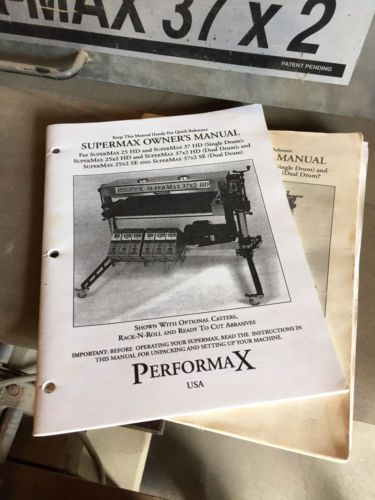 -MAX 37 x 2
PATENT PENDING
Keep This Manual Handy For Quick Reference
SUPERMAX OWNER'S MANUAL
For SuperMax 25 HD and SuperMax 37 HD (Single Drum);
SuperMax 25x2 HD and SuperMax 37x2 HD (Dual Drum); and
SuperMax 25x2 SE and SuperMax 37x2 SE (Dual Drum)
SUPERMAX 37X2 HD
Shown With Optional Casters,
Rack-N-Roll and Ready To Cut Abrasives
IMPORTANT: BEFORE OPERATING YOUR SUPERMAX, READ THE INSTRUCTIONS IN
THIS MANUAL FOR UNPACKING AND SETTING UP YOUR MACHINE.
PERFORMAX
USA
Reference
MANUAL
(Single Drum) and
(Dual Drum)